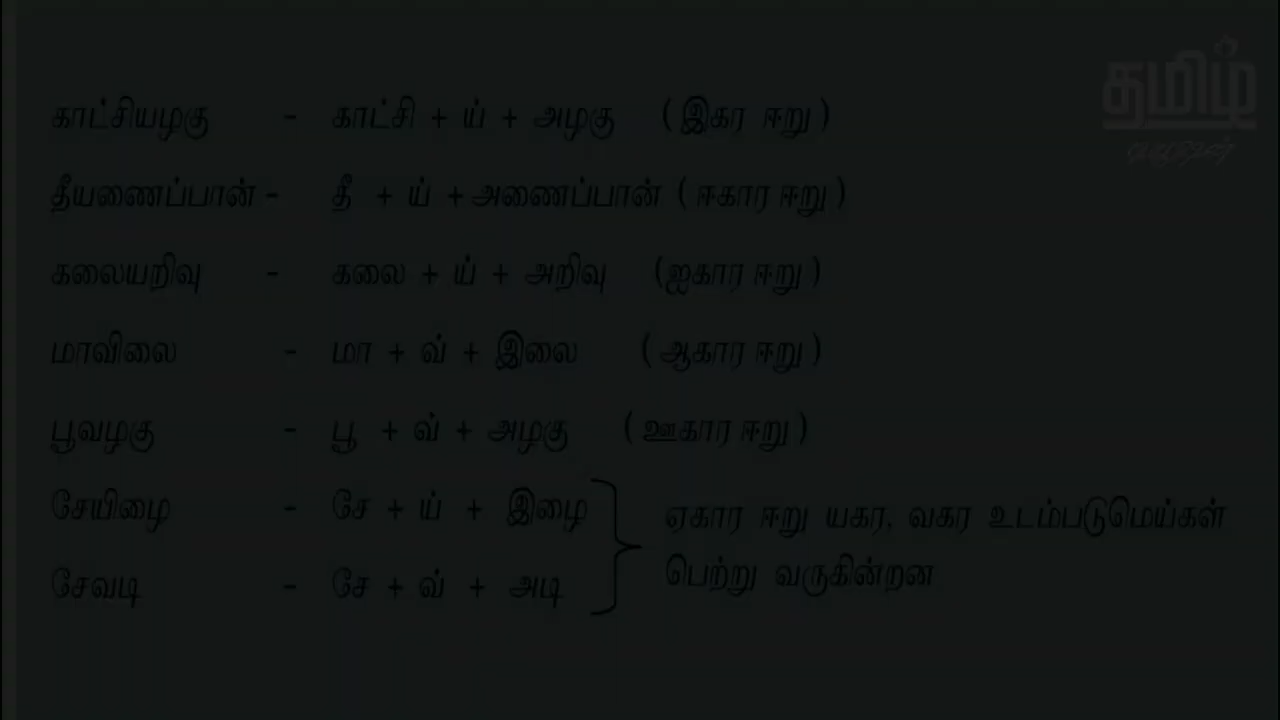 தமிழ்
காட்சியழகு - காட்சி + ய் + அழகு ( இகர ஈறு )
தீயணைப்பான் - தீ + ய் + அணைப்பான் ( ஈகார ஈறு )
கலையறிவு - கலை + ய் + அறிவு (ஐகார ஈறு )
மாவிலை - மா + வ் + இலை ( ஆகார ஈறு )
பூவழகு - பூ + வ் + அழகு ( ஊகார ஈறு )
சேயிழை - சே + ய் + இழை
சேவடி - சே + வ் + அடி
ஏகார ஈறு யகர, வகர உடம்படுமெய்கள்
பெற்று வருகின்றன